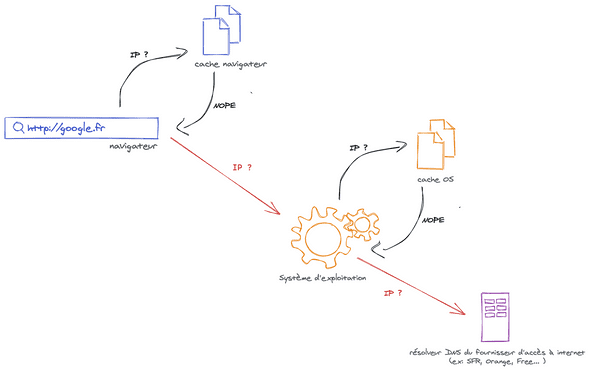 IP ?
cache navigateur
NOPE
http://google.fr
navigateur
IP ?
IP ?
cache OS
NOPE
Système d'exploitation
IP ?
résolveur DNS du fournisseur d'accès à internet
(ex: SFR, Orange, Free... )